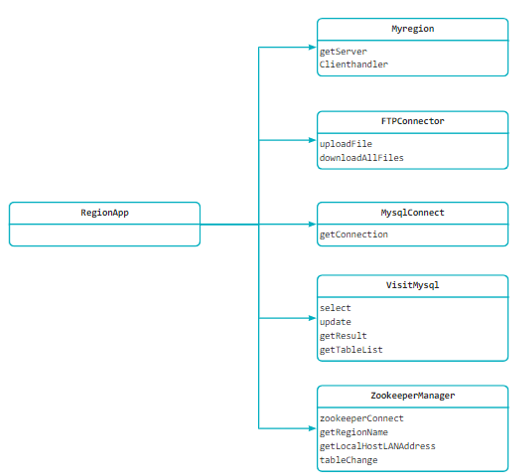 Myregion
getServer
Clienthandler
FTPConnector
uploadFile
downloadAllFiles
RegionApp
MysqlConnect
getConnection
VisitMysql
select
update
getResult
getTableList
ZookeeperManager
zookeeperConnect
getRegionName
getLocalHostLANAddress
tableChange